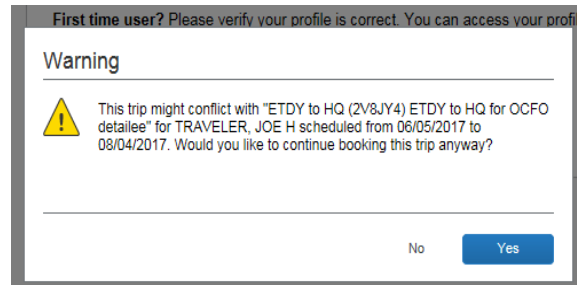 First time user? Please verify your profile is correct. You can access your
Warning
This trip might conflict with "ETDY to HQ (2V8JY4) ETDY to HQ for OCFO
detailee" for TRAVELER, JOE H scheduled from 06/05/2017 to
08/04/2017. Would you like to continue booking this trip anyway?
No
Yes